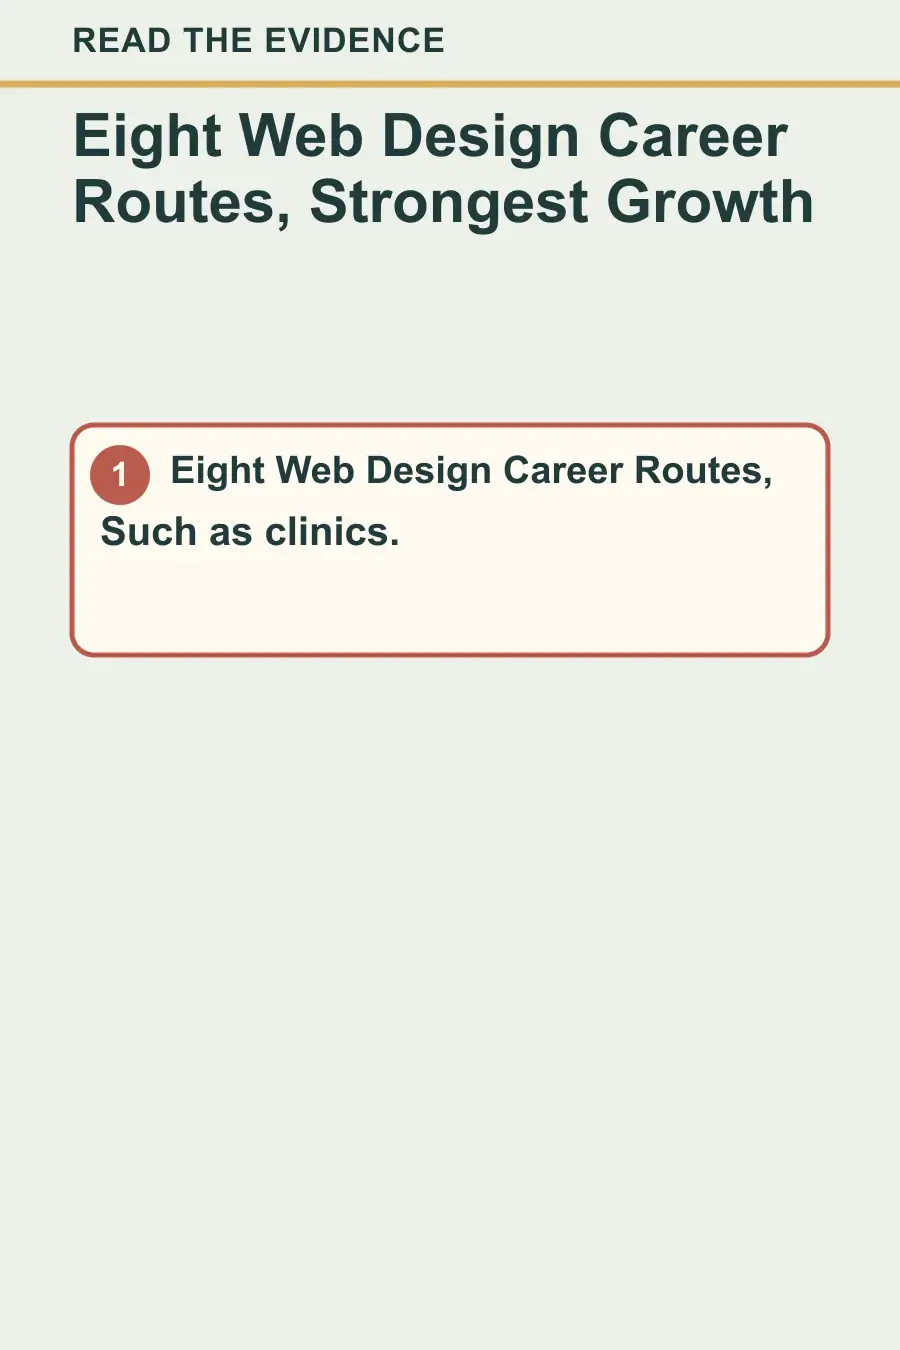 READ THE EVIDENCE
Eight Web Design Career
Routes, Strongest Growth
1 Eight Web Design Career Routes,
Such as clinics.